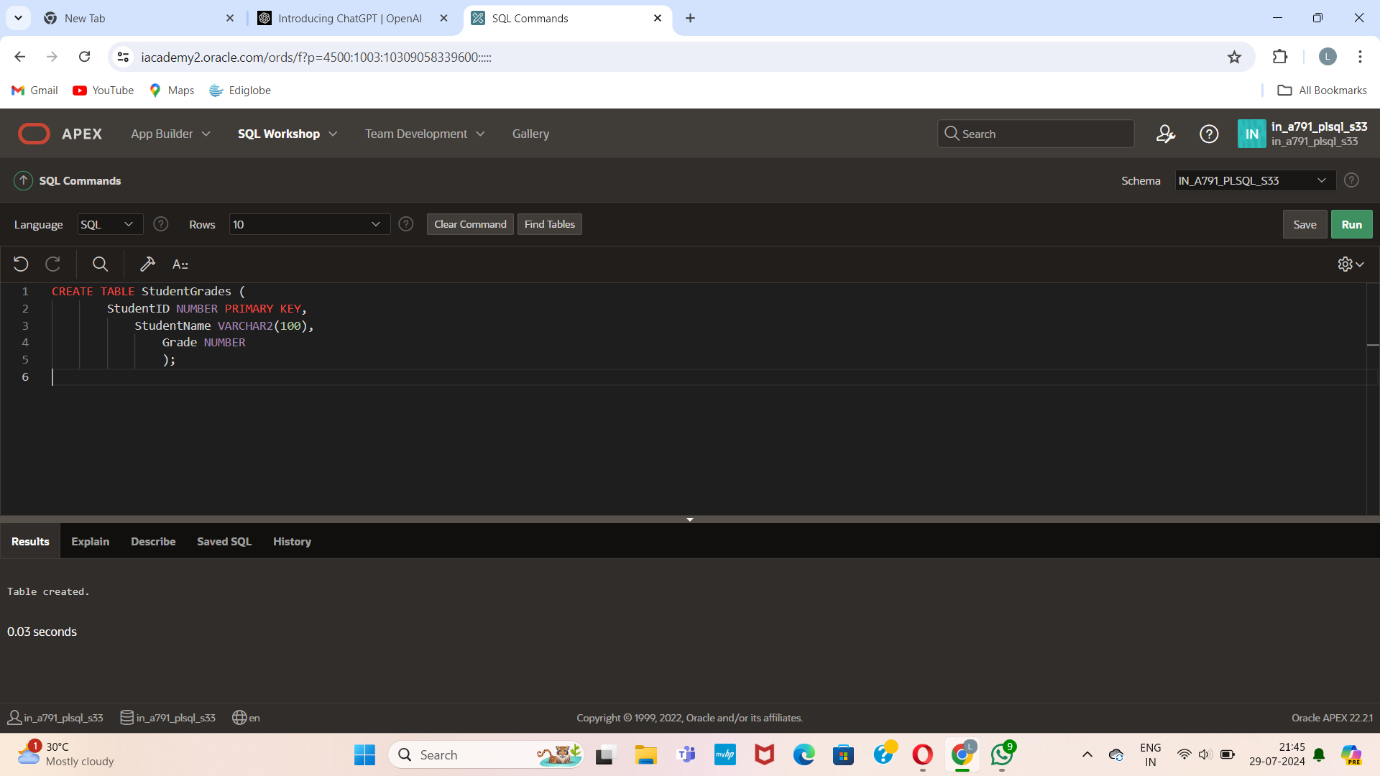 New Tab
Introducing ChatGPT | OpenAI
SQL Commands
iacademy2.oracle.com/ords/f?p=4500:1003:10309058339600:::::
L
Gmail
YouTube
Maps
Ediglobe
All Bookmarks
APEX
App Builder
SQL Workshop
Team Development
Gallery
Search
IN
in_a791_plsql_s33
in_a791_plsql_s33
SQL Commands
Schema
IN_A791_PLSQL_S33
Language
SQL
Rows
10
Clear Command
Find Tables
Save
Run
1 CREATE TABLE StudentGrades (
2 StudentID NUMBER PRIMARY KEY,
3 StudentName VARCHAR2(100),
4 Grade NUMBER
5 );
6
Results
Explain
Describe
Saved SQL
History
Table created.
0.03 seconds
in_a791_plsql_s33
in_a791_plsql_s33
en
Copyright © 1999, 2022, Oracle and/or its affiliates.
Oracle APEX 22.2.1
1
30°C
Mostly cloudy
Search
myhp
L
9
ENG
IN
21:45
29-07-2024
PRE